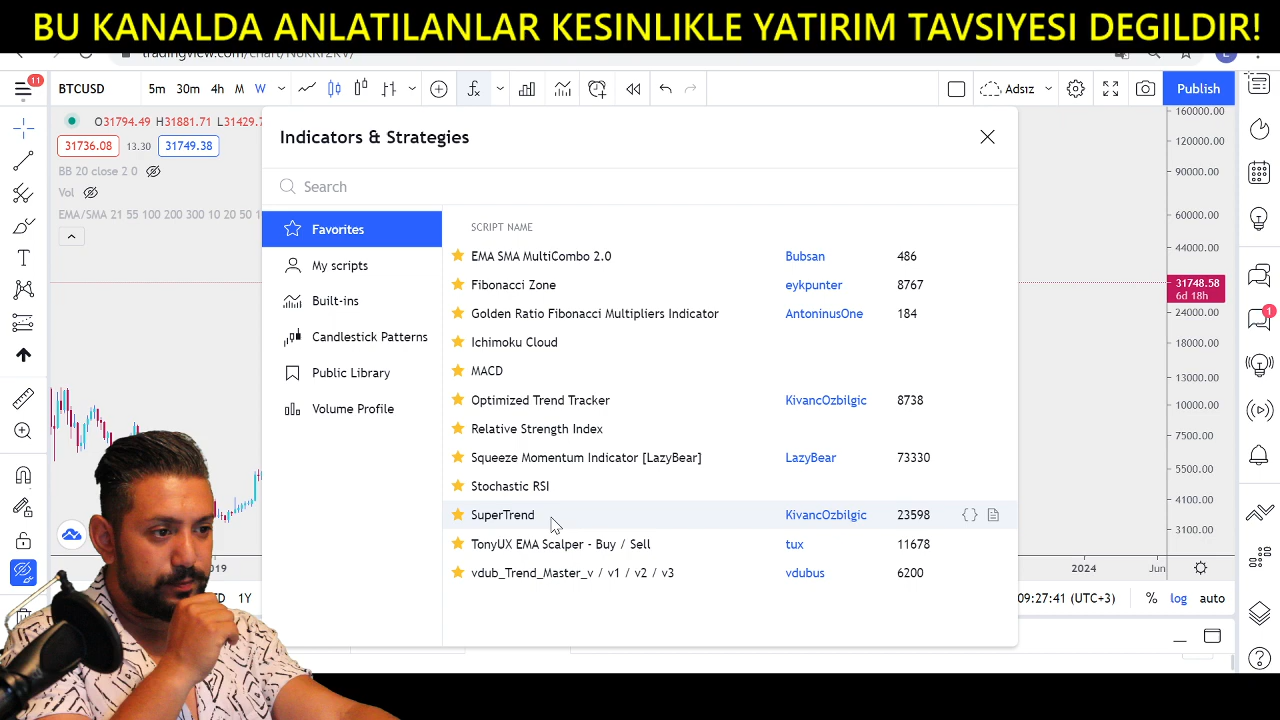 BU KANALDA ANLATILANLAR KESINLIKLE YATIRIM TAVSIYESI DEGILDIR!
11
BTCUSD
5m 30m 4h M W
Adsız
Publish
O31794.49 H31881.71 L31429.7
31736.08 13.30 31749.38
BB 20 close 2 0
Vol
EMA/SMA 21 55 100 200 300 10 20 50 1
Indicators & Strategies
Search
Favorites
My scripts
Built-ins
Candlestick Patterns
Public Library
Volume Profile
SCRIPT NAME
EMA SMA MultiCombo 2.0 Bubsan 486
Fibonacci Zone eykpunter 8767
Golden Ratio Fibonacci Multipliers Indicator AntoninusOne 184
Ichimoku Cloud
MACD
Optimized Trend Tracker KivancOzbilgic 8738
Relative Strength Index
Squeeze Momentum Indicator [LazyBear] LazyBear 73330
Stochastic RSI
SuperTrend KivancOzbilgic 23598
TonyUX EMA Scalper - Buy / Sell tux 11678
vdub_Trend_Master_v / v1 / v2 / v3 vdubus 6200
160000.00
120000.00
90000.00
60000.00
44000.00
31748.58
6d 18h
24000.00
18000.00
13000.00
10000.00
7500.00
5500.00
4100.00
3100.00
1
2019
2024 Jun
1Y
09:27:41 (UTC+3) % log auto